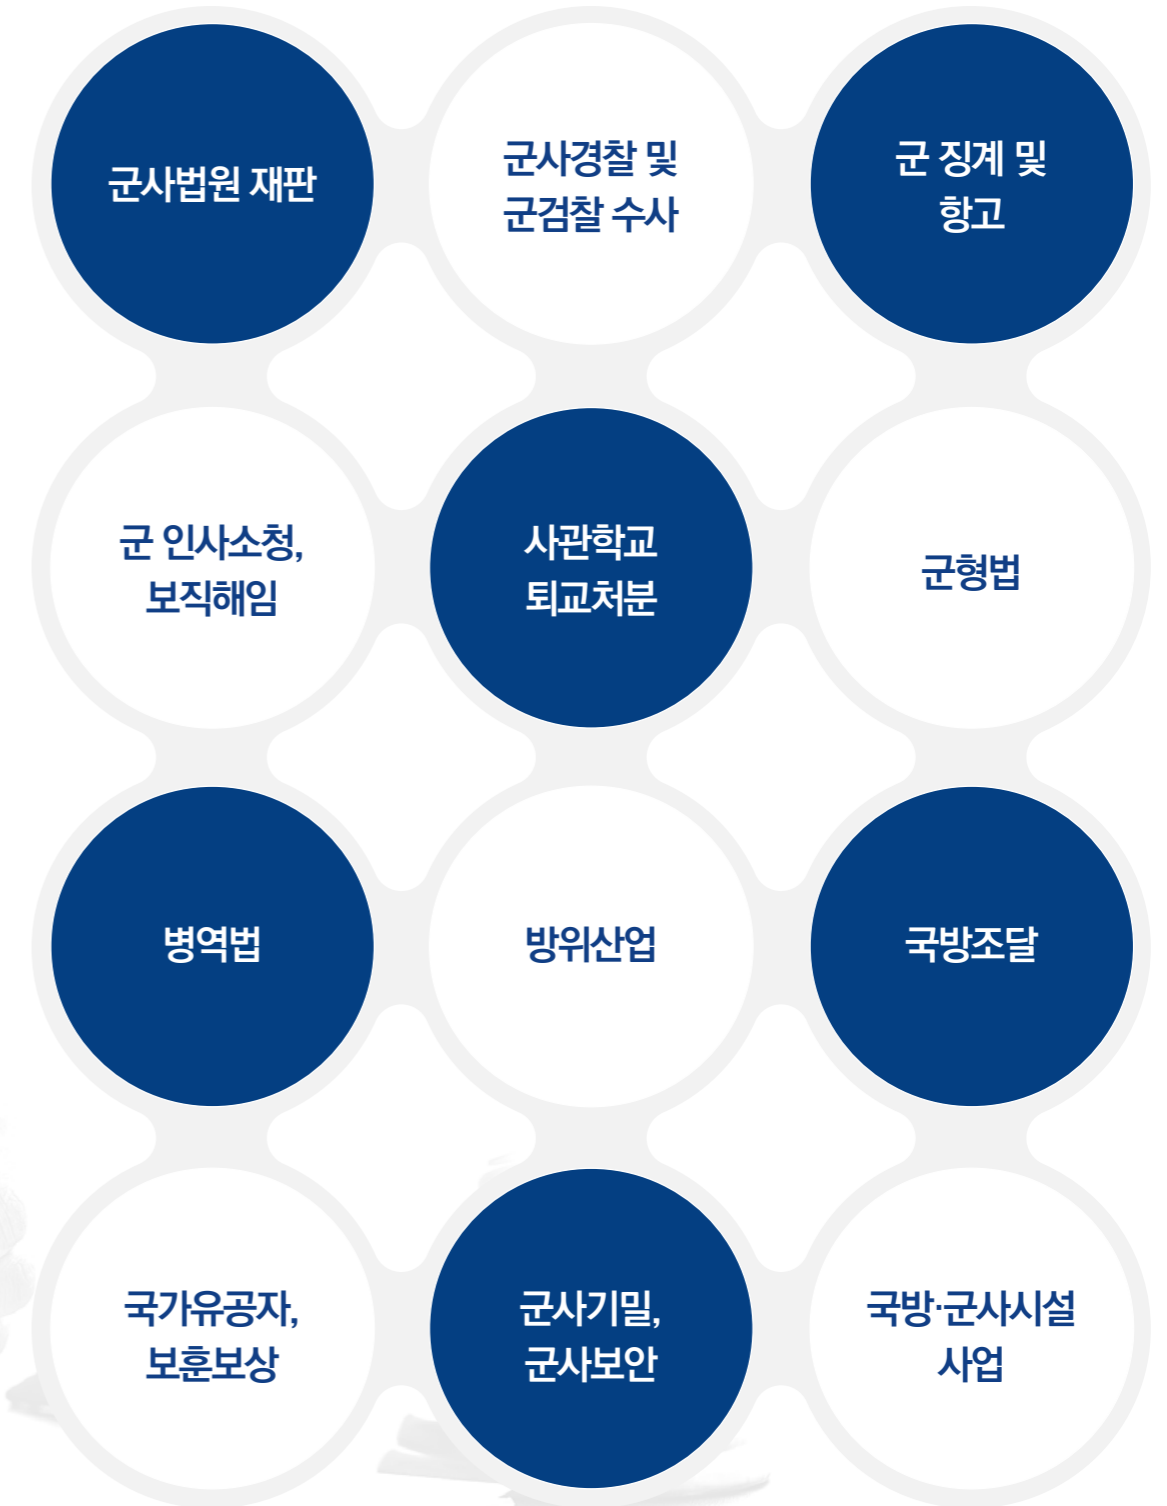 군사법원 재판
군사경찰 및
군검찰 수사
군 징계 및
항고
군 인사소청,
보직해임
사관학교
퇴교처분
군형법
병역법
방위산업
국방조달
국가유공자,
보훈보상
군사기밀,
군사보안
국방·군사시설
사업